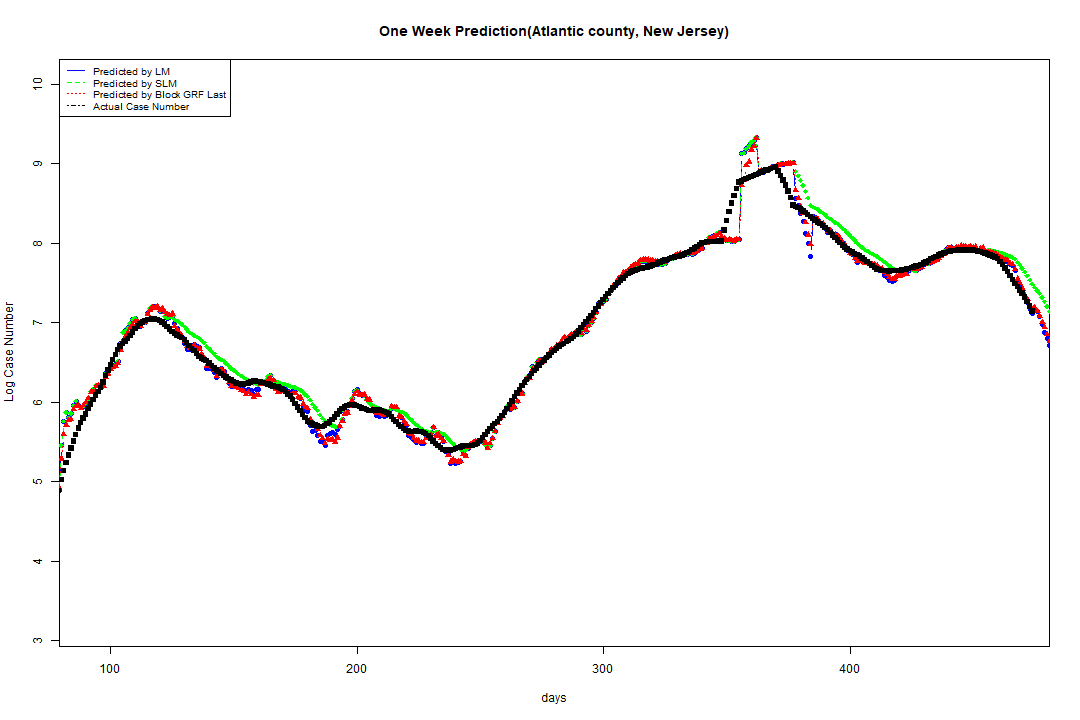 One Week Prediction(Atlantic county, New Jersey)
Predicted by LM
Predicted by SLM
Predicted by Block GRF Last
Actual Case Number
10
9
8
7
6
5
4
3
Log Case Number
100 200 300 400
days